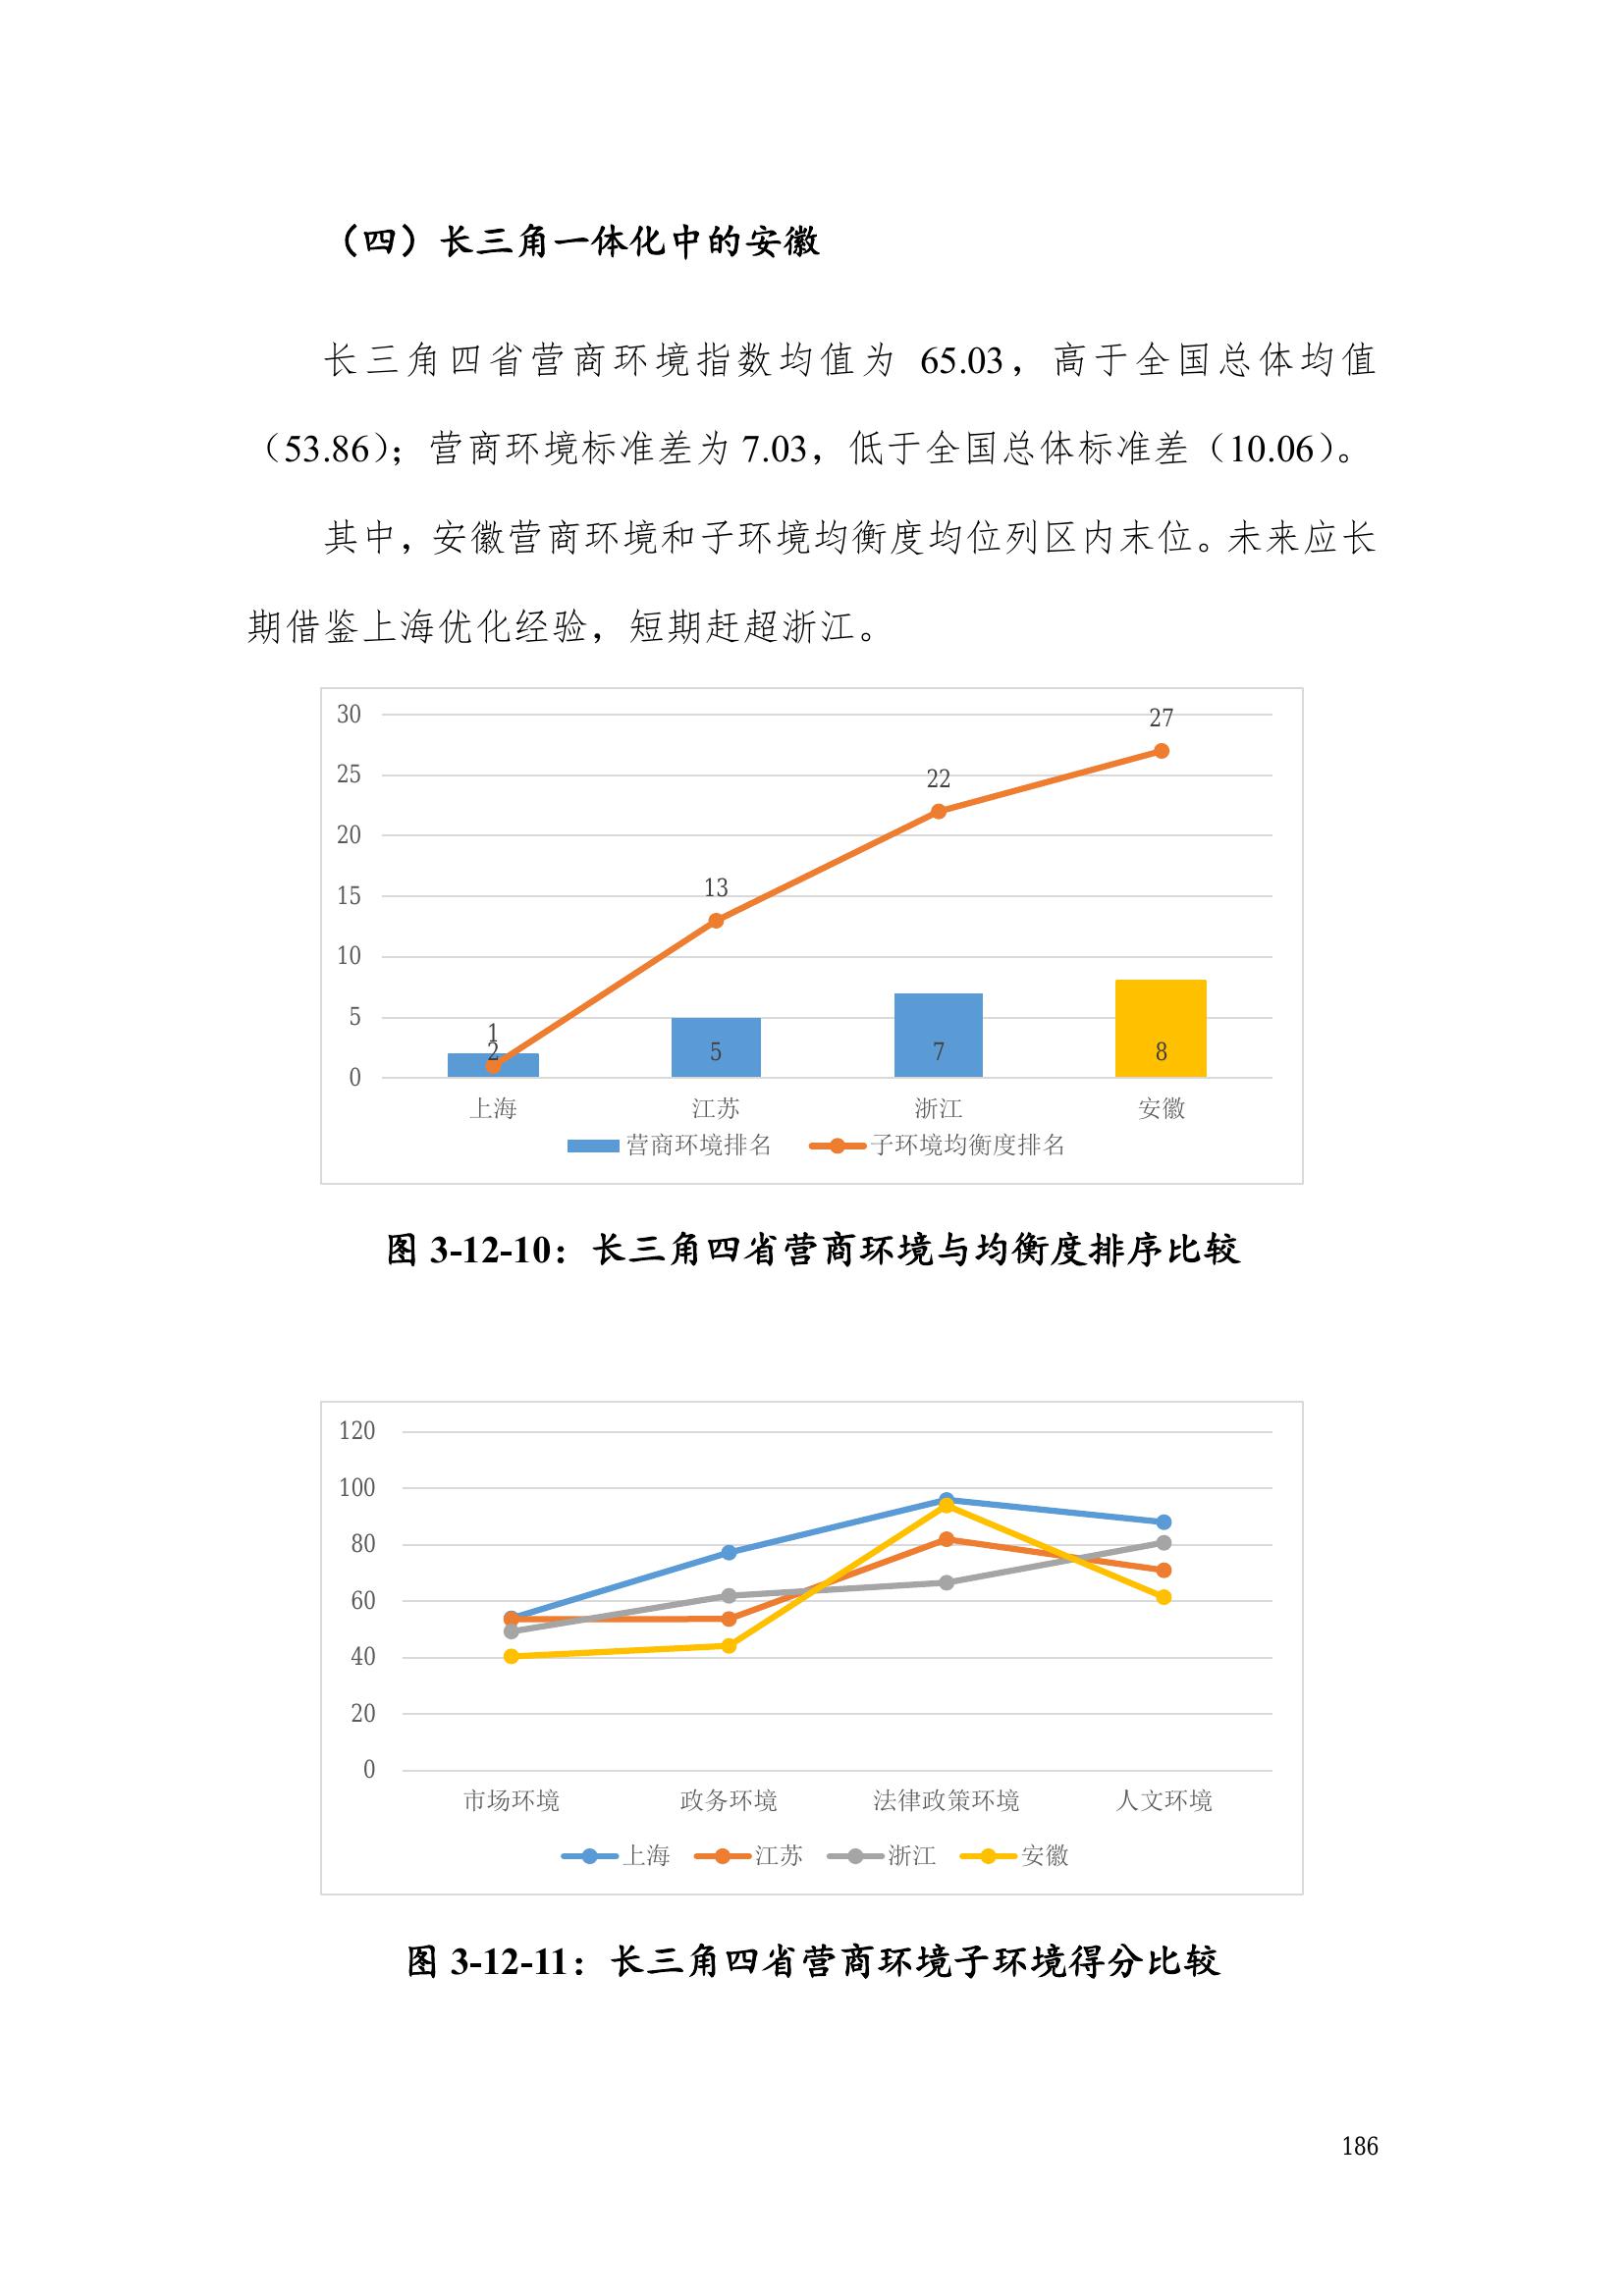 （四）长三角一体化中的安徽
长三角四省营商环境指数均值为 65.03，高于全国总体均值
（53.86）；营商环境标准差为 7.03，低于全国总体标准差（10.06）。
其中，安徽营商环境和子环境均衡度均位列区内末位。未来应长
期借鉴上海优化经验，短期赶超浙江。
30
27
25
22
20
15
13
10
5
1
2
5
7
8
0
上海
江苏
浙江
安徽
营商环境排名
子环境均衡度排名
图 3-12-10：长三角四省营商环境与均衡度排序比较
120
100
80
60
40
20
0
市场环境
政务环境
法律政策环境
人文环境
上海
江苏
浙江
安徽
图 3-12-11：长三角四省营商环境子环境得分比较
186